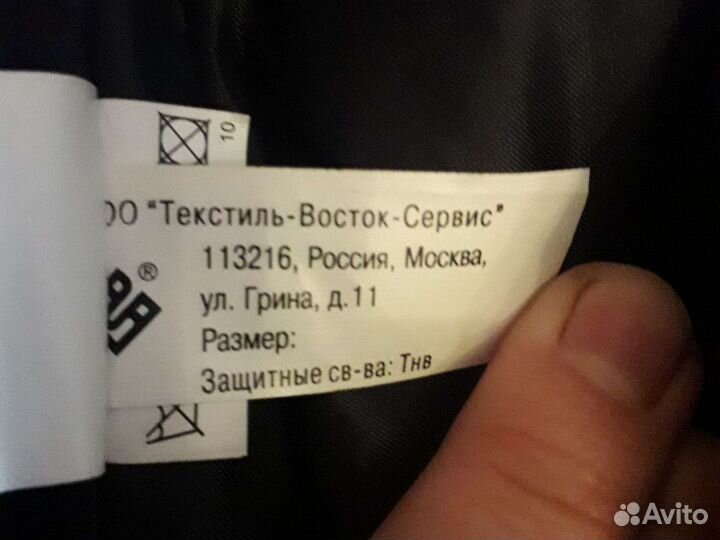 10
"Текстиль-Восток-Сервис"
113216, Россия, Москва,
ул. Грина, д.11
Размер:
Защитные св-ва: Тнв
®
Avito